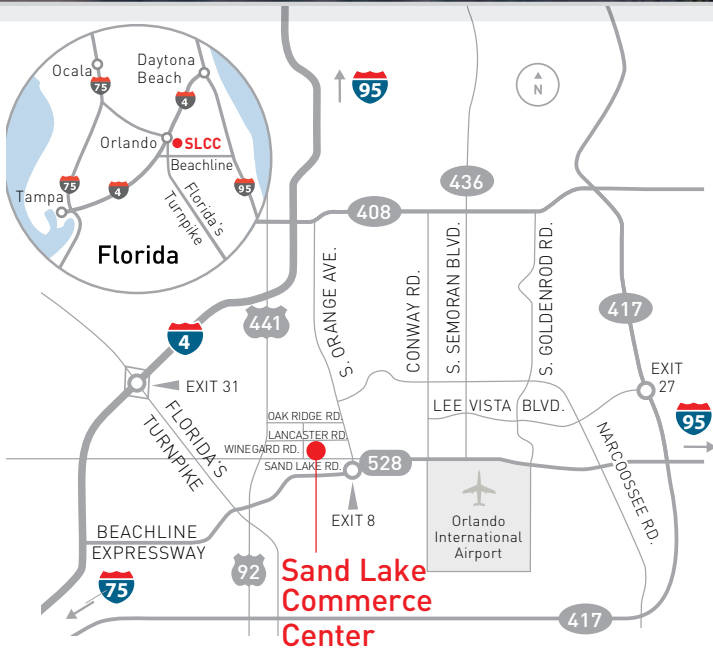 Ocala
75
Daytona
Beach
4
Orlando
SLCC
Beachline
75
4
95
Tampa
Florida's
Turnpike
Florida
95
N
436
408
S. ORANGE AVE.
CONWAY RD.
S. SEMORAN BLVD.
S. GOLDENROD RD.
441
417
4
EXIT
27
EXIT 31
LEE VISTA BLVD.
95
OAK RIDGE RD.
LANCASTER RD.
WINEGARD RD.
SAND LAKE RD.
528
FLORIDA'S
TURNPIKE
NARCOOSSEE RD.
EXIT 8
Orlando
International
Airport
BEACHLINE
EXPRESSWAY
75
92
Sand Lake
Commerce
Center
417